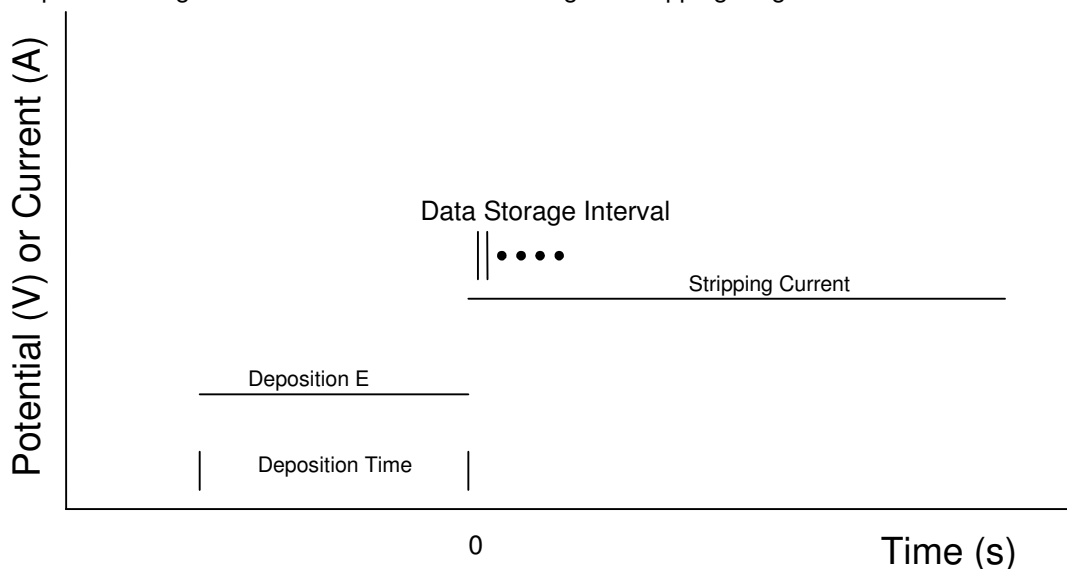 Potential (V) or Current (A)
Data Storage Interval
Stripping Current
Deposition E
Deposition Time
0
Time (s)